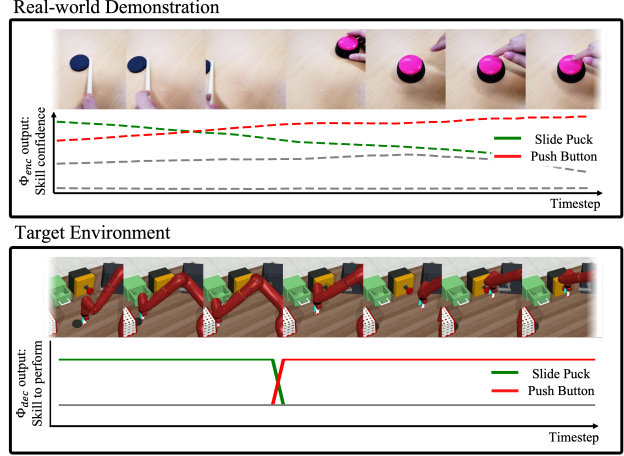 Real-world Demonstration
Φenc output:
Skill confidence
Slide Puck
Push Button
Timestep
Target Environment
Φdec output:
Skill to perform
Slide Puck
Push Button
Timestep